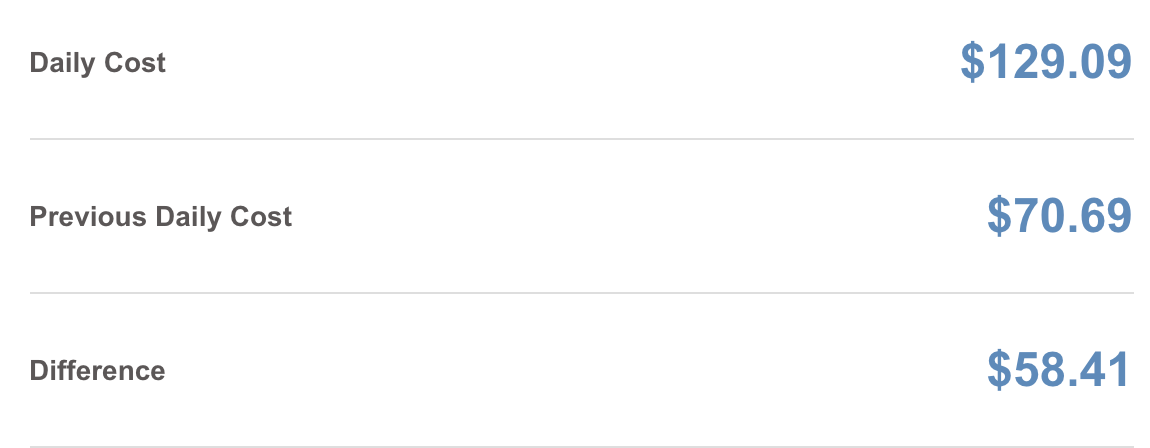 Daily Cost $129.09
Previous Daily Cost $70.69
Difference $58.41